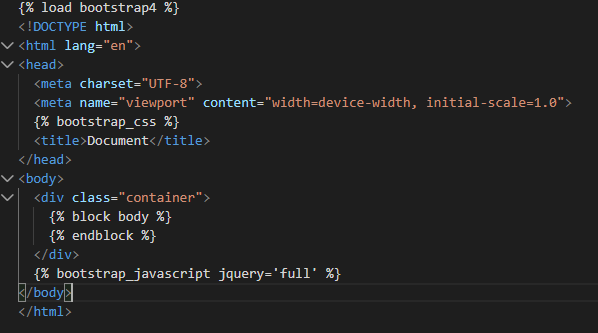 {% load bootstrap4 %}
<!DOCTYPE html>
<html lang="en">
<head>
  <meta charset="UTF-8">
  <meta name="viewport" content="width=device-width, initial-scale=1.0">
  {% bootstrap_css %}
  <title>Document</title>
</head>
<body>
  <div class="container">
    {% block body %}
    {% endblock %}
  </div>
  {% bootstrap_javascript jquery='full' %}
</body>
</html>